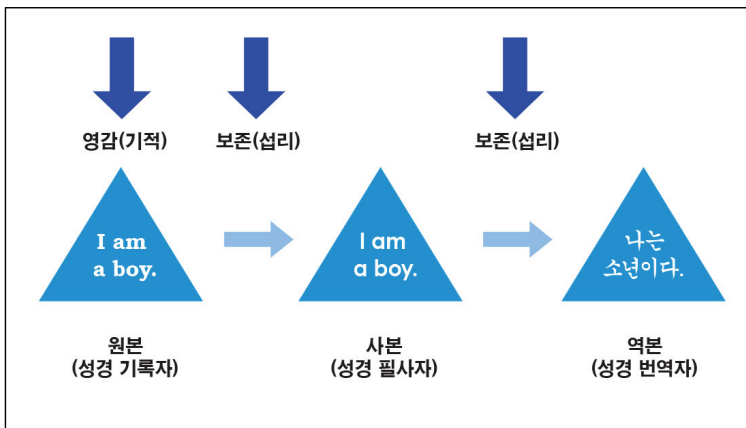 영감(기적) 보존(섭리) 보존(섭리)
I am
a boy.
I am
a boy.
나는
소년이다.
원본
(성경 기록자)
사본
(성경 필사자)
역본
(성경 번역자)